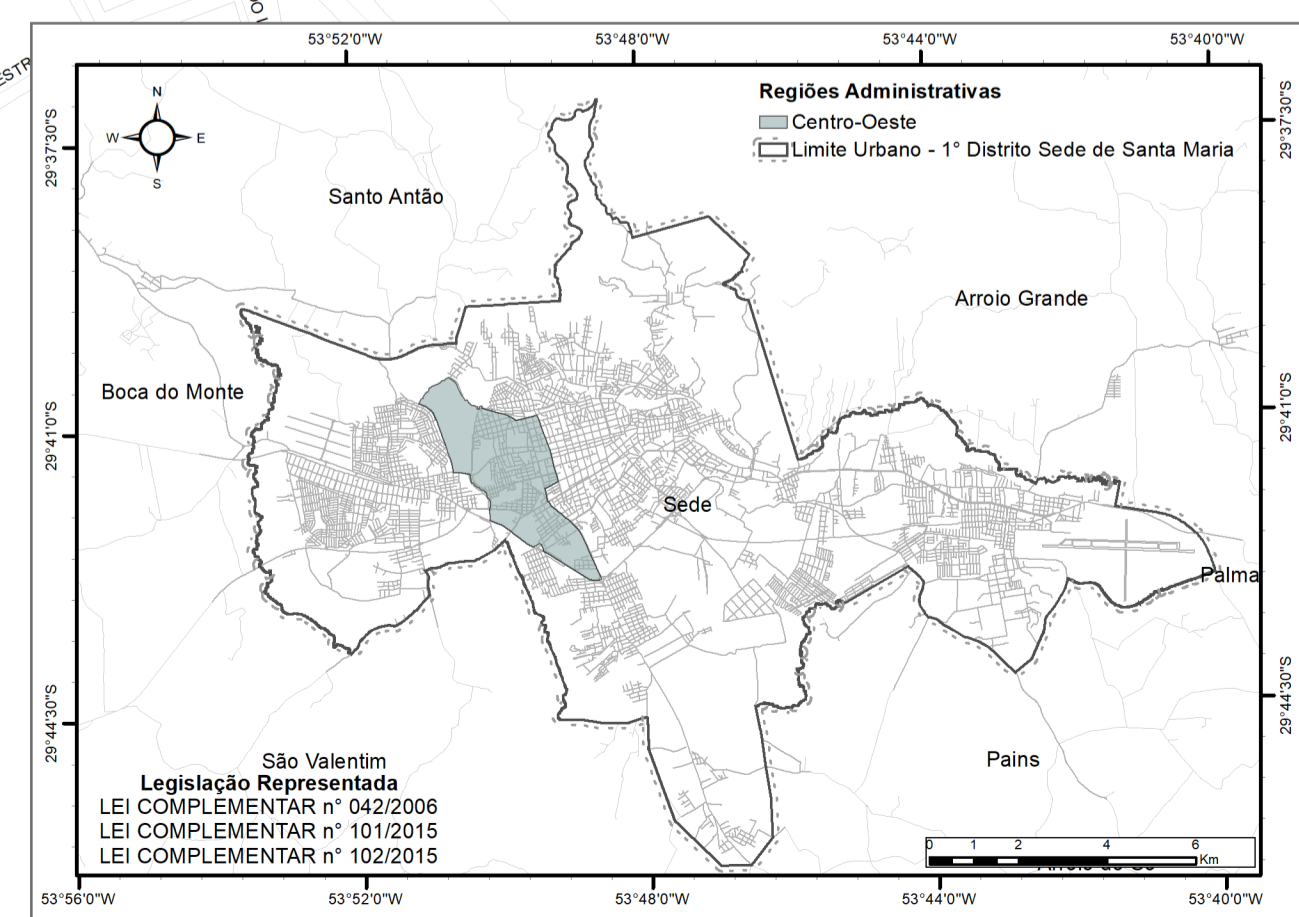 ESTR
53°52'0"W 53°48'0"W 53°44'0"W 53°40'0"W
N
W E
S
Regiões Administrativas
Centro-Oeste
Limite Urbano - 1° Distrito Sede de Santa Maria
29°37'30"S
29°37'30"S
Santo Antão
Arroio Grande
Boca do Monte
29°41'0"S
29°41'0"S
Sede
Palma
29°44'30"S
29°44'30"S
São Valentim
Pains
Legislação Representada
LEI COMPLEMENTAR n° 042/2006
LEI COMPLEMENTAR n° 101/2015
LEI COMPLEMENTAR n° 102/2015
0 1 2 4 6
Km
53°56'0"W 53°52'0"W 53°48'0"W 53°44'0"W 53°40'0"W